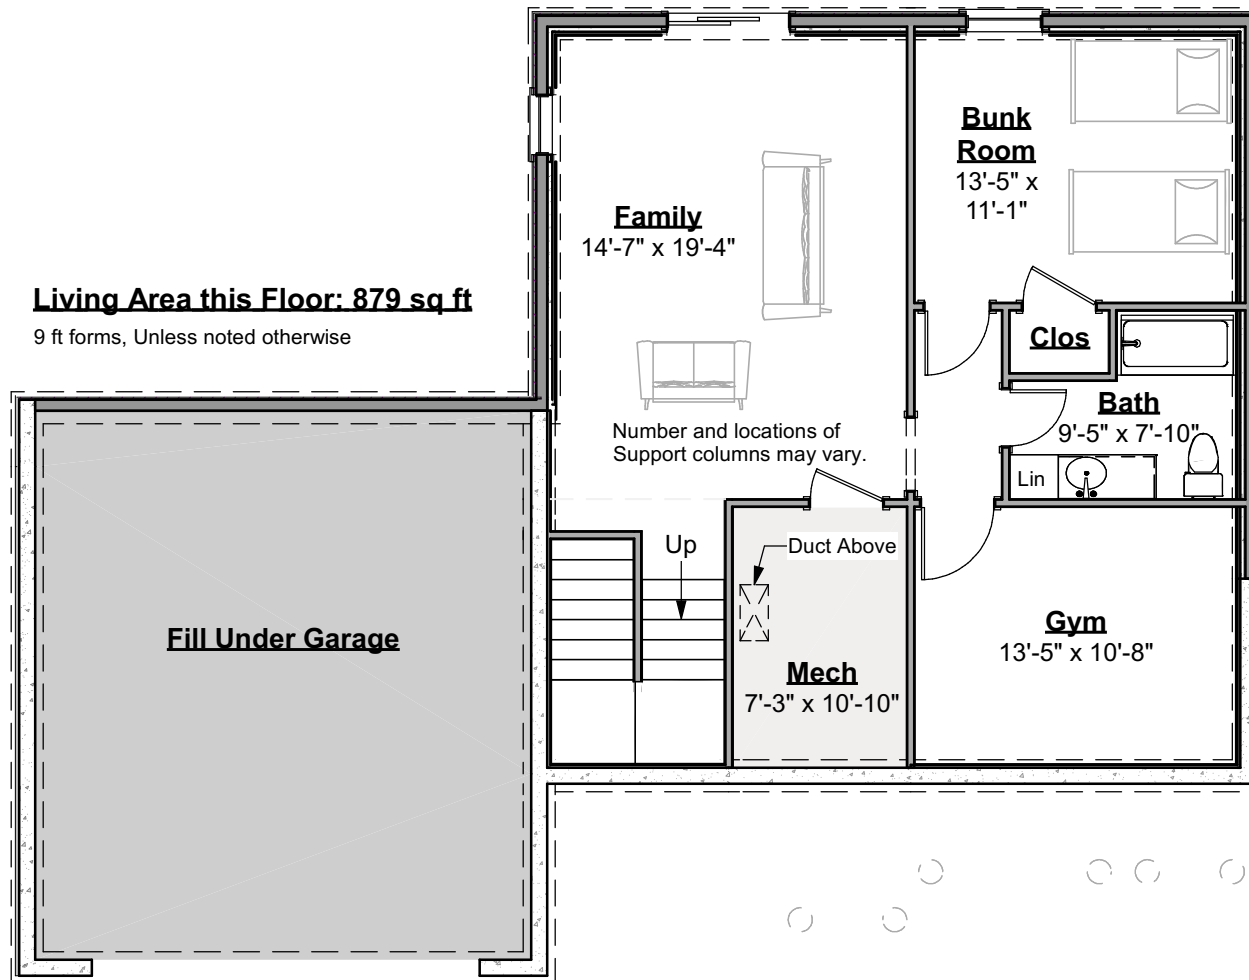 Bunk
Room
13'-5" x
11'-1"
Family
14'-7" x 19'-4"
Living Area this Floor: 879 sq ft
9 ft forms, Unless noted otherwise
Clos
Bath
9'-5" x 7'-10"
Number and locations of
Support columns may vary.
Lin
Up
Duct Above
Fill Under Garage
Gym
13'-5" x 10'-8"
Mech
7'-3" x 10'-10"